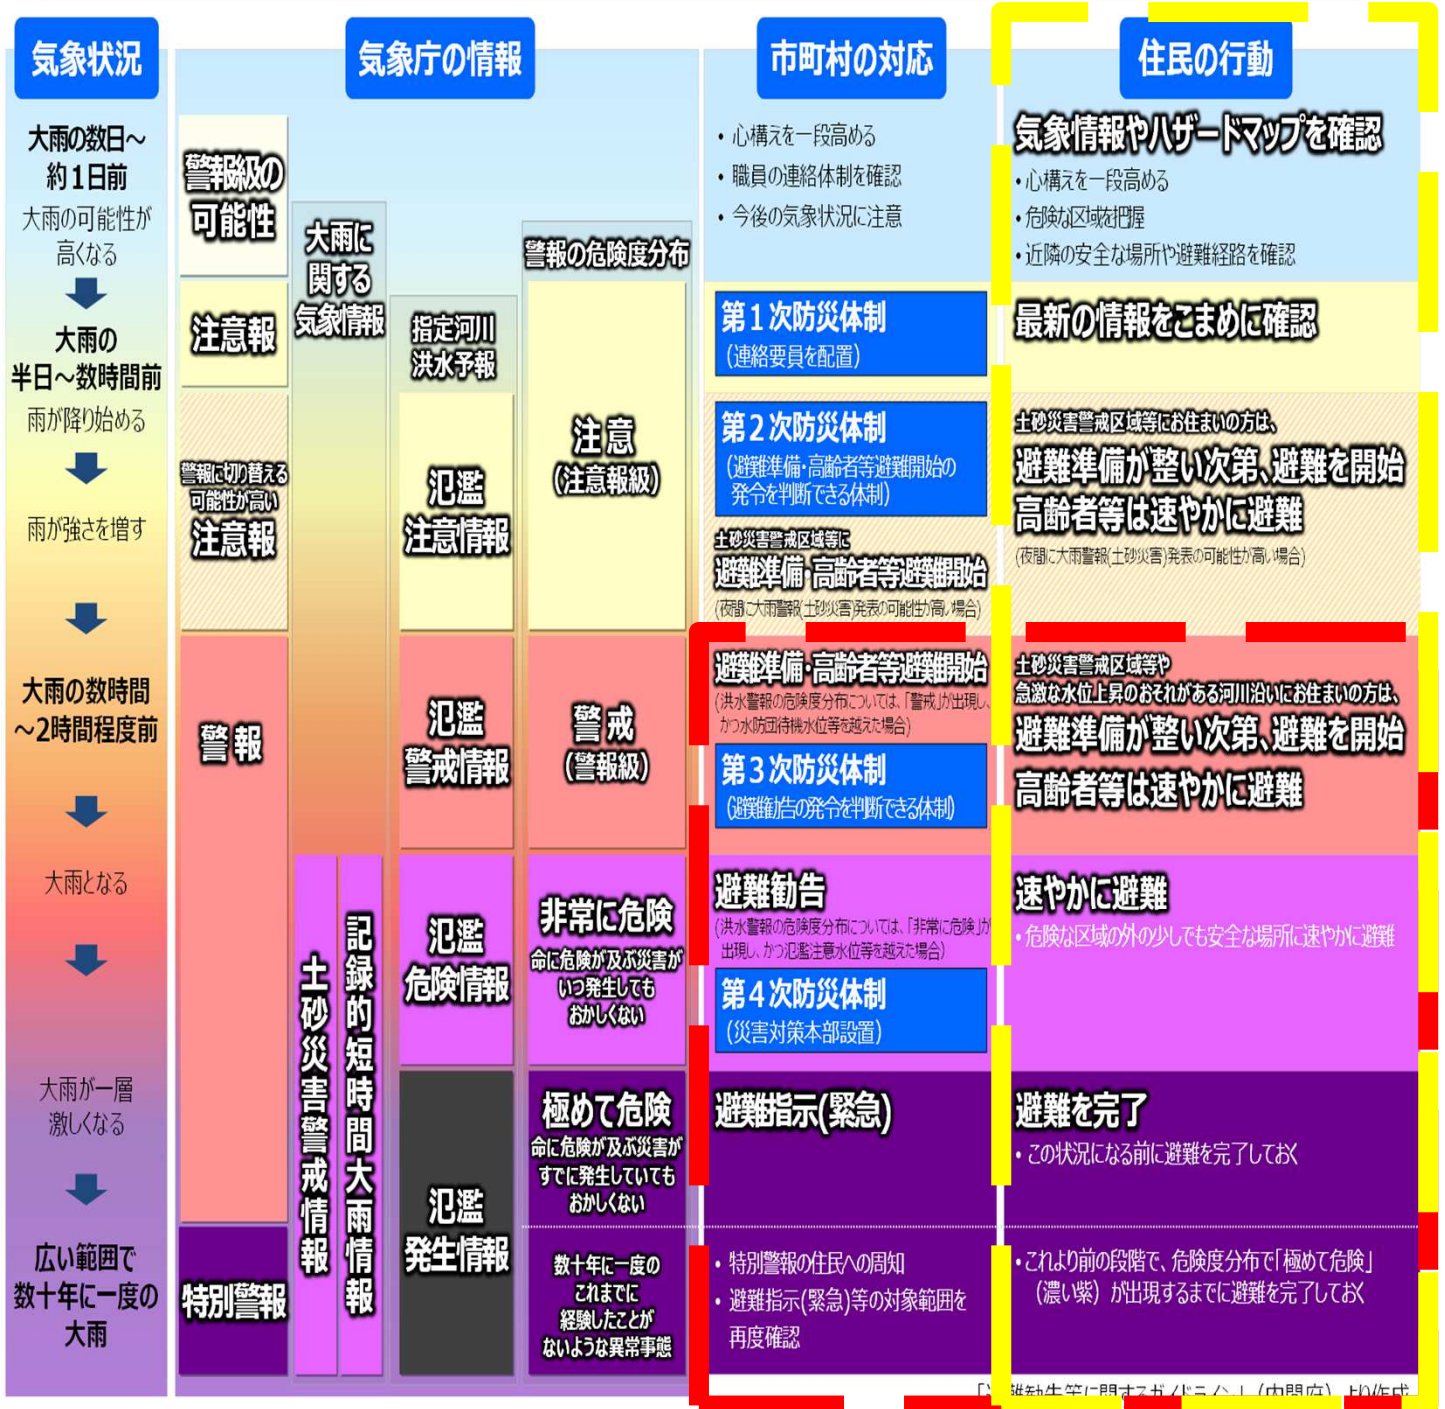 気象状況
大雨の数日～
約１日前
大雨の可能性が
高くなる
大雨の
半日～数時間前
雨が降り始める
雨が強さを増す
大雨の数時間
～2時間程度前
大雨となる
大雨が一層
激しくなる
広い範囲で
数十年に一度の
大雨
気象庁の情報
警報級の
可能性
注意報
警報に切り替える
可能性が高い
注意報
警報
特別警報
大雨に
関する
気象情報
土砂災害警戒情報
記録的短時間大雨情報
指定河川
洪水予報
氾濫
注意情報
氾濫
警戒情報
氾濫
危険情報
氾濫
発生情報
警報の危険度分布
注意
（注意報級）
警戒
（警報級）
非常に危険
命に危険が及ぶ災害が
いつ発生しても
おかしくない
極めて危険
命に危険が及ぶ災害が
すでに発生していても
おかしくない
数十年に一度の
これまでに
経験したことが
ないような異常事態
市町村の対応
・心構えを一段高める
・職員の連絡体制を確認
・今後の気象状況に注意
第１次防災体制
（連絡要員を配置）
第２次防災体制
（避難準備・高齢者等避難開始の
発令を判断できる体制）
土砂災害警戒区域等に
避難準備・高齢者等避難開始
(夜間に大雨警報(土砂災害)発表の可能性が高い場合)
避難準備・高齢者等避難開始
(洪水警報の危険度分布については、「警戒」が出現し、
かつ水防団待機水位等を越えた場合)
第３次防災体制
（避難勧告の発令を判断できる体制）
避難勧告
(洪水警報の危険度分布については、「非常に危険」が
出現し、かつ氾濫注意水位等を越えた場合)
第４次防災体制
（災害対策本部設置）
避難指示(緊急)
・特別警報の住民への周知
・避難指示(緊急)等の対象範囲を
再度確認
住民の行動
気象情報やハザードマップを確認
・心構えを一段高める
・危険な区域を把握
・近隣の安全な場所や避難経路を確認
最新の情報をこまめに確認
土砂災害警戒区域等にお住まいの方は、
避難準備が整い次第、避難を開始
高齢者等は速やかに避難
(夜間に大雨警報(土砂災害)発表の可能性が高い場合)
土砂災害警戒区域等や
急激な水位上昇のおそれがある河川沿いにお住まいの方は、
避難準備が整い次第、避難を開始
高齢者等は速やかに避難
速やかに避難
・危険な区域の外の少しでも安全な場所に速やかに避難
避難を完了
・この状況になる前に避難を完了しておく
・これより前の段階で、危険度分布で「極めて危険」
（濃い紫）が出現するまでに避難を完了しておく
「避難勧告等に関するガイドライン」（内閣府）より作成